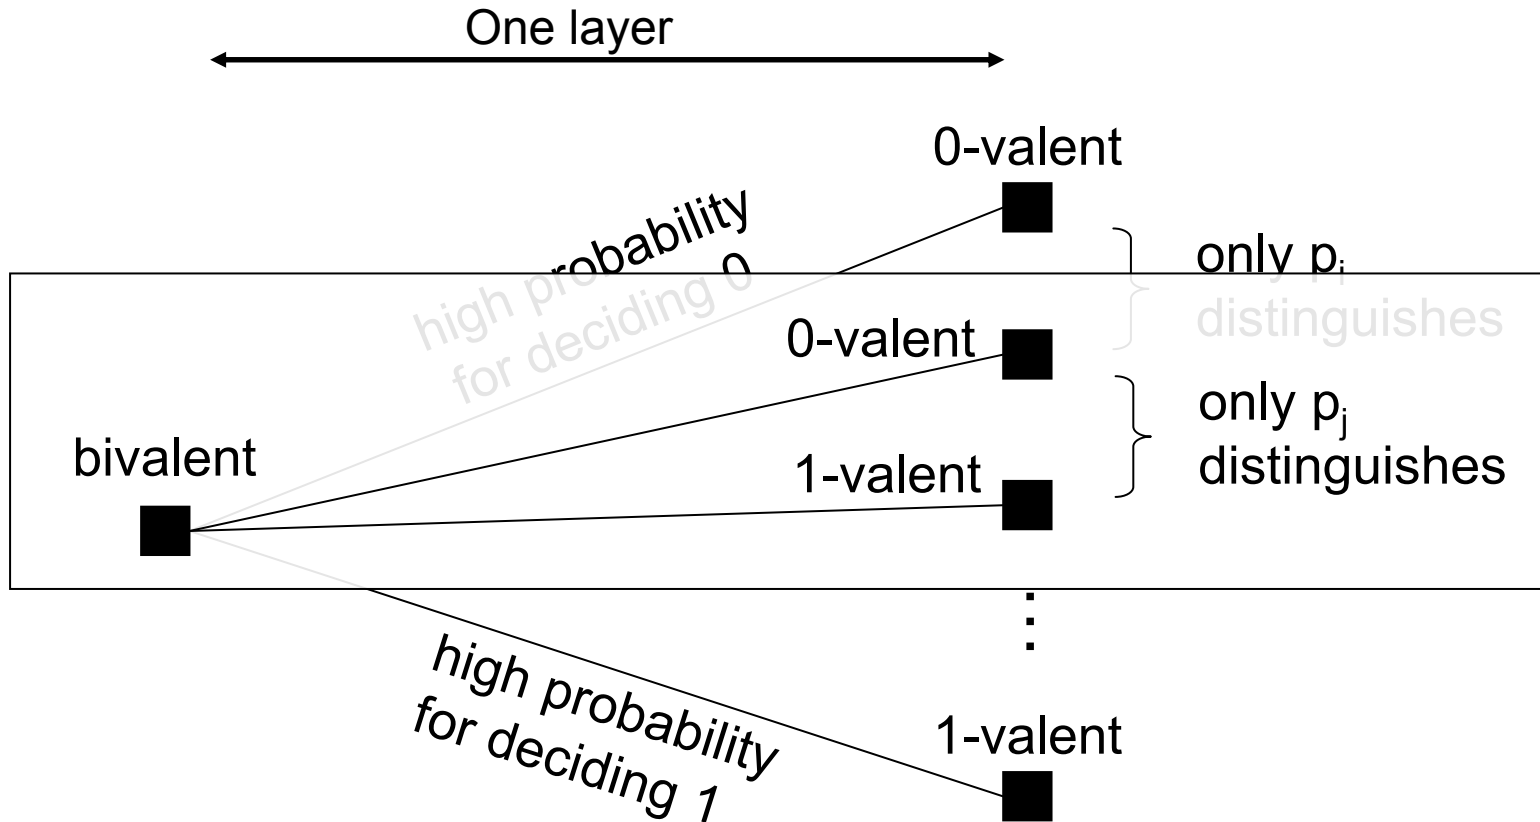 One layer
0-valent
high probability
for deciding 0
only pᵢ
distinguishes
0-valent
only pⱼ
distinguishes
bivalent
1-valent
⋮
high probability
for deciding 1
1-valent